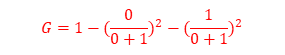 G = 1 − (0/(0 + 1))² − (1/(0 + 1))²